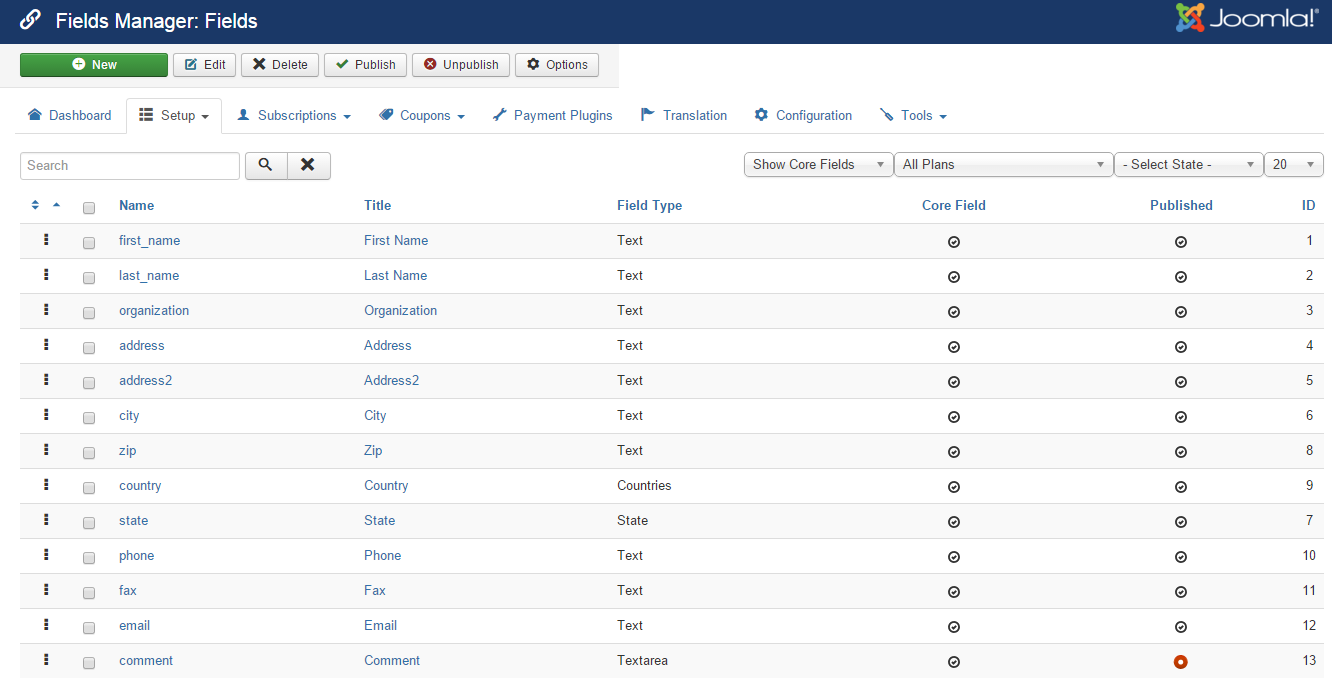 Fields Manager: Fields
Joomla!®
New Edit Delete Publish Unpublish Options
Dashboard Setup Subscriptions Coupons Payment Plugins Translation Configuration Tools
Search Show Core Fields All Plans - Select State - 20
Name Title Field Type Core Field Published ID
first_name First Name Text 1
last_name Last Name Text 2
organization Organization Text 3
address Address Text 4
address2 Address2 Text 5
city City Text 6
zip Zip Text 8
country Country Countries 9
state State State 7
phone Phone Text 10
fax Fax Text 11
email Email Text 12
comment Comment Textarea 13